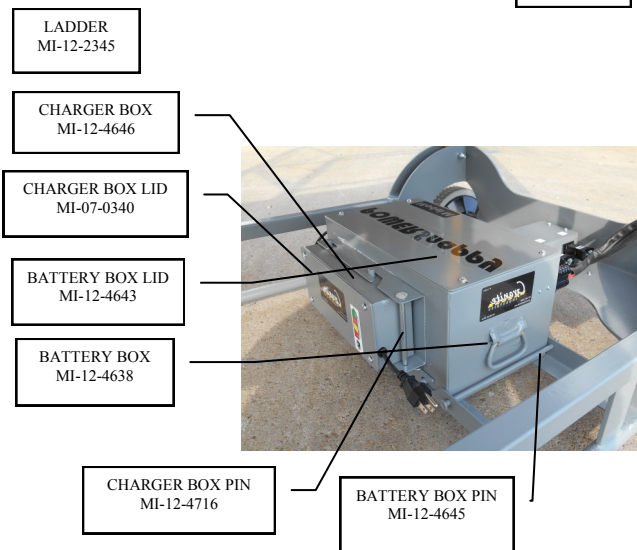 LADDER
MI-12-2345
CHARGER BOX
MI-12-4646
CHARGER BOX LID
MI-07-0340
BATTERY BOX LID
MI-12-4643
BATTERY BOX
MI-12-4638
CHARGER BOX PIN
MI-12-4716
BATTERY BOX PIN
MI-12-4645